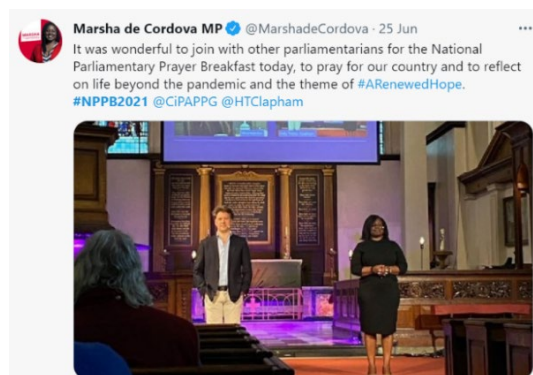 Marsha de Cordova MP @MarshadeCordova · 25 Jun
It was wonderful to join with other parliamentarians for the National
Parliamentary Prayer Breakfast today, to pray for our country and to reflect
on life beyond the pandemic and the theme of #ARenewedHope.
#NPPB2021 @CiPAPPG @HTClapham